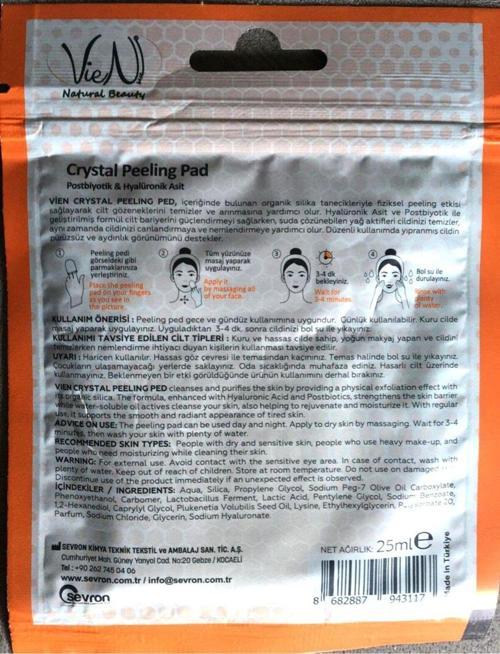 VieN
Natural Beauty
Crystal Peeling Pad
Postbiyotik & Hyalüronik Asit
VİEN CRYSTAL PEELING PED, içeriğinde bulunan organik silika tanecikleriyle fiziksel peeling etkisi
sağlayarak cilt gözeneklerini temizler ve arınmasına yardımcı olur. Hyalüronik Asit ve Postbiyotik ile
geliştirilmiş formül cilt bariyerini güçlendirmeyi sağlarken, suda çözünebilen yağ aktifleri cildinizi temizler,
aynı zamanda cildinizi canlandırmaya ve nemlendirmeye yardımcı olur. Düzenli kullanımda yıpranmış cildin
pürüzsüz ve aydınlık görünümünü destekler.
1 Peeling pedi
görseldeki gibi
parmaklarınıza
yerleştiriniz.
Place the peeling
pad on your fingers
as you see in
the picture.
2 Tüm yüzünüze
masaj yaparak
uygulayınız.
Apply it
by massaging all
of your face.
3 3-4 dk
bekleyiniz.
Wait for
3-4 minutes.
4 Bol su ile
durulayınız.
Rinse with
plenty
of water.
KULLANIM ÖNERİSİ : Peeling ped gece ve gündüz kullanımına uygundur. Günlük kullanılabilir. Kuru cilde
masaj yaparak uygulayınız. Uyguladıktan 3-4 dk. sonra cildinizi bol su ile yıkayınız.
KULLANIMI TAVSİYE EDİLEN CİLT TİPLERİ : Kuru ve hassas cilde sahip, yoğun makyaj yapan ve cildini
temizlerken nemlendirme ihtiyacı duyan kişilerin kullanması tavsiye edilir.
UYARI : Haricen kullanılır. Hassas göz çevresi ile temasından kaçınınız. Temas halinde bol su ile yıkayınız.
Çocukların ulaşamayacağı yerlerde saklayınız. Oda sıcaklığında muhafaza ediniz. Hasarlı cilt üzerinde
kullanmayınız. Beklenmeyen bir etki görüldüğünde ürünün kullanımını derhal bırakınız.
VIEN CRYSTAL PEELING PED cleanses and purifies the skin by providing a physical exfoliation effect with
its organic silica. The formula, enhanced with Hyaluronic Acid and Postbiotics, strengthens the skin barrier
while water-soluble oil actives cleanse your skin, also helping to rejuvenate and moisturize it. With regular
use, it supports the smooth and radiant appearance of tired skin.
ADVICE ON USE: The peeling pad can be used day and night. Apply to dry skin by massaging. Wait for 3-4
minutes, then wash your skin with plenty of water.
RECOMMENDED SKIN TYPES: People with dry and sensitive skin, people who use heavy make-up, and
people who need moisturizing while cleaning their skin.
WARNING: For external use. Avoid contact with the sensitive eye area. In case of contact, wash with
plenty of water. Keep out of reach of children. Store at room temperature. Do not use on damaged
Discontinue use of the product immediately if an unexpected effect is observed.
İÇİNDEKİLER / INGREDIENTS: Aqua, Silica, Propylene Glycol, Sodium Peg-7 Olive Oil Carboxylate,
Phenoxyethanol, Carbomer, Lactobacillus Ferment, Lactic Acid, Pentylene Glycol, Sodium Benzoate,
1,2-Hexanediol, Caprylyl Glycol, Plukenetia Volubilis Seed Oil, Lysine, Ethylhexylglycerin, 20,
Parfum, Sodium Chloride, Glycerin, Sodium Hyaluronate.
SEVRON KİMYA TEKNİK TEKSTİL ve AMBALAJ SAN. TİC. A.Ş.
Cumhuriyet Mah. Güney Yanyol Cad. No:20 Gebze / KOCAELİ
Tel : +90 262 745 04 06
www.sevron.com.tr / info@sevron.com.tr
sevron
NET AĞIRLIK: 25ml e
8 682887 943117
Made in Türkiye